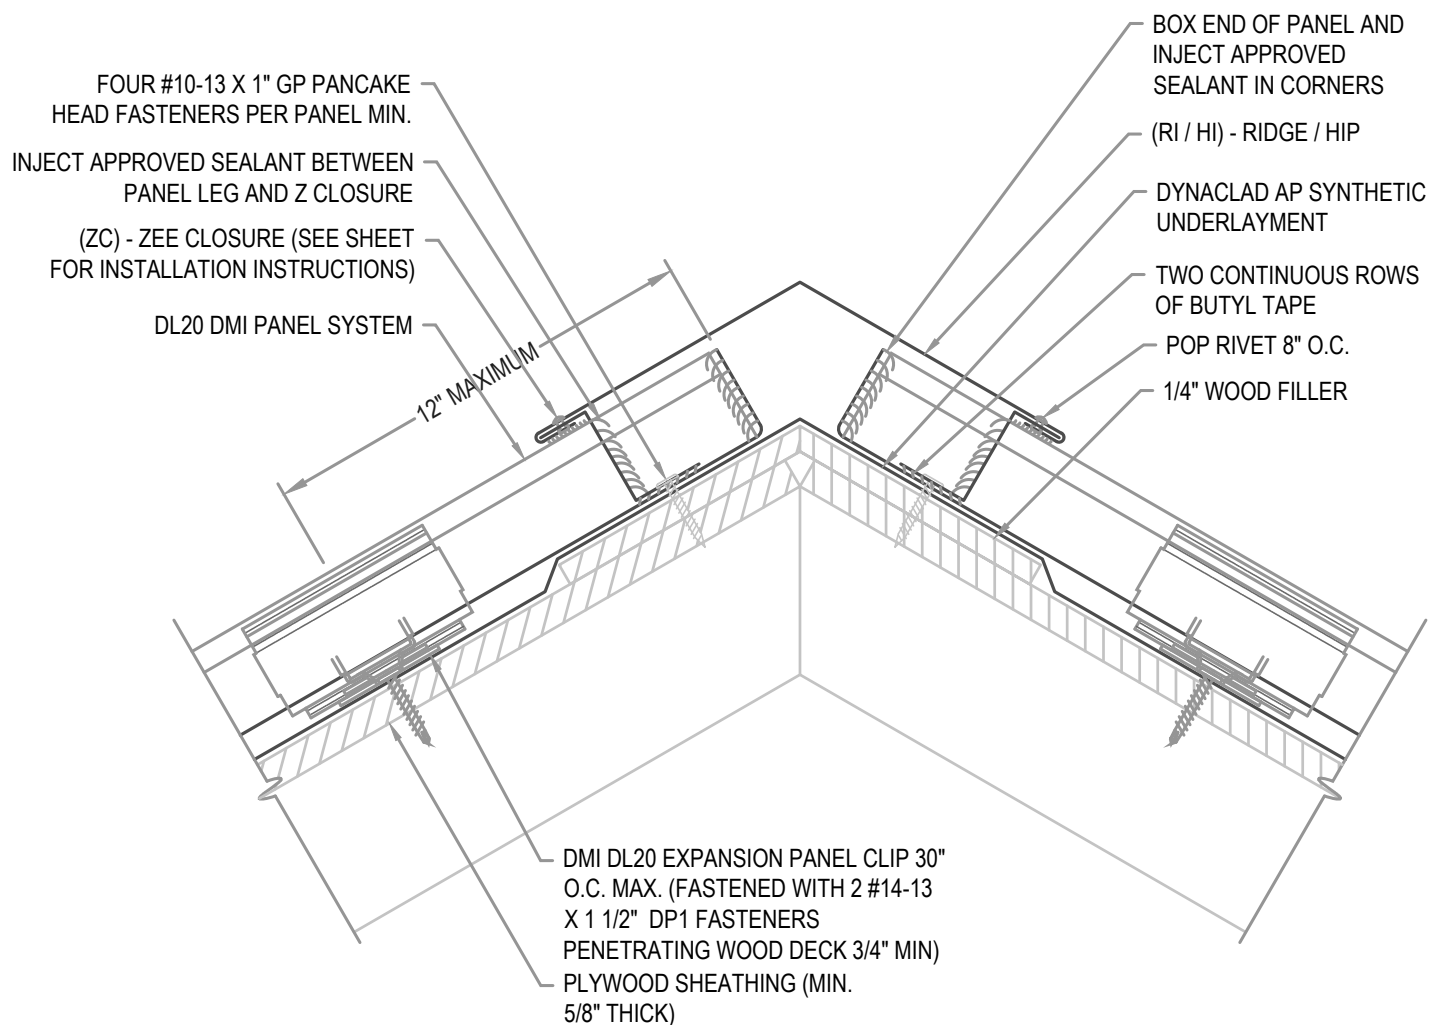 FOUR #10-13 X 1" GP PANCAKE
HEAD FASTENERS PER PANEL MIN.
INJECT APPROVED SEALANT BETWEEN
PANEL LEG AND Z CLOSURE
(ZC) - ZEE CLOSURE (SEE SHEET
FOR INSTALLATION INSTRUCTIONS)
DL20 DMI PANEL SYSTEM
12" MAXIMUM
BOX END OF PANEL AND
INJECT APPROVED
SEALANT IN CORNERS
(RI / HI) - RIDGE / HIP
DYNACLAD AP SYNTHETIC
UNDERLAYMENT
TWO CONTINUOUS ROWS
OF BUTYL TAPE
POP RIVET 8" O.C.
1/4" WOOD FILLER
DMI DL20 EXPANSION PANEL CLIP 30"
O.C. MAX. (FASTENED WITH 2 #14-13
X 1 1/2" DP1 FASTENERS
PENETRATING WOOD DECK 3/4" MIN)
PLYWOOD SHEATHING (MIN.
5/8" THICK)